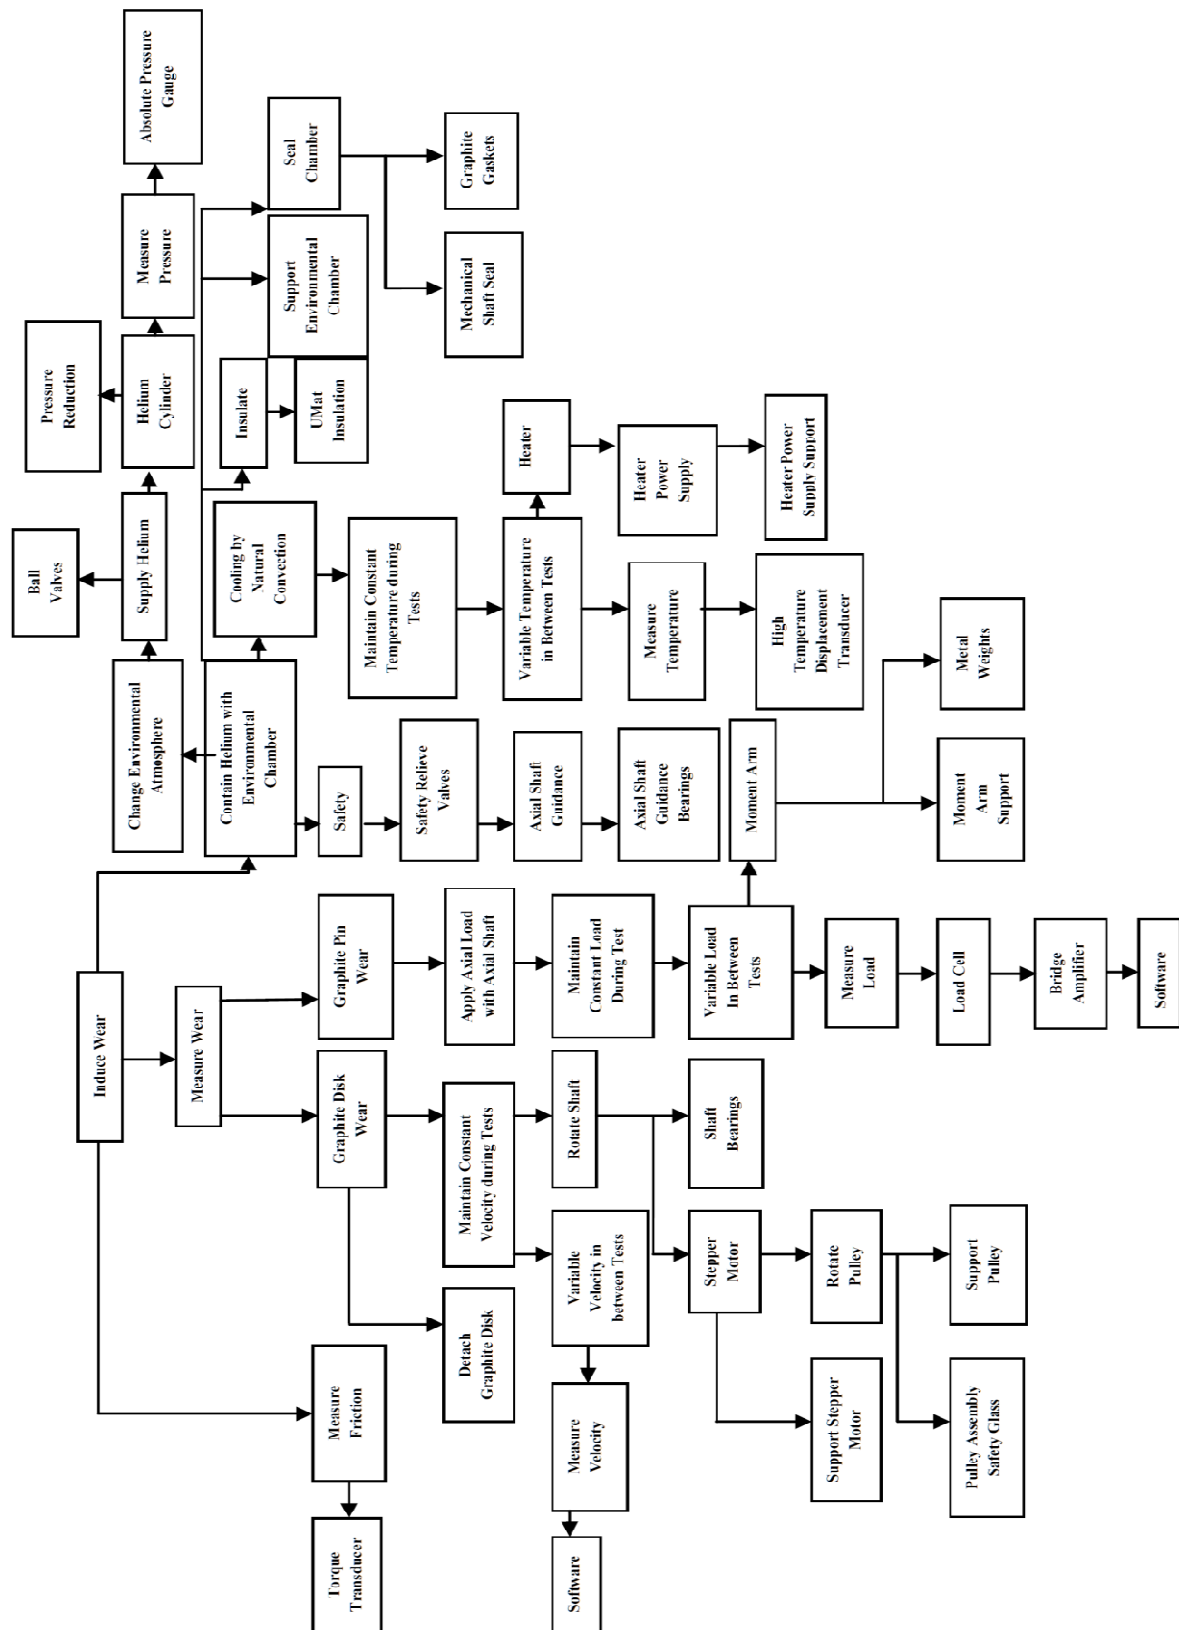 Induce Wear
Measure Friction
Torque
Transducer
Measure Wear
Graphite Disk
Wear
Detach
Graphite Disk
Maintain Constant
Velocity during Tests
Variable
Velocity in
between Tests
Measure
Velocity
Software
Rotate Shaft
Stepper
Motor
Shaft
Bearings
Support Stepper
Motor
Rotate
Pulley
Pulley Assembly
Safety Glass
Support
Pulley
Graphite Pin
Wear
Apply Axial Load
with Axial Shaft
Maintain
Constant Load
During Test
Variable Load
In Between
Tests
Measure
Load
Load Cell
Bridge
Amplifier
Software
Moment Arm
Moment
Arm
Support
Metal
Weights
Contain Helium with
Environmental
Chamber
Safety
Safety Relieve
Valves
Axial Shaft
Guidance
Axial Shaft
Guidance
Bearings
Change Environmental
Atmosphere
Supply Helium
Ball
Valves
Helium
Cylinder
Pressure
Reduction
Measure
Pressure
Absolute Pressure
Gauge
Cooling by
Natural
Convection
Maintain Constant
Temperature during
Tests
Variable Temperature
in Between Tests
Heater
Heater
Power
Supply
Heater Power
Supply Support
Measure
Temperature
High
Temperature
Displacement
Transducer
Insulate
UMat
Insulation
Support
Environmental
Chamber
Seal
Chamber
Mechanical
Shaft Seal
Graphite
Gaskets